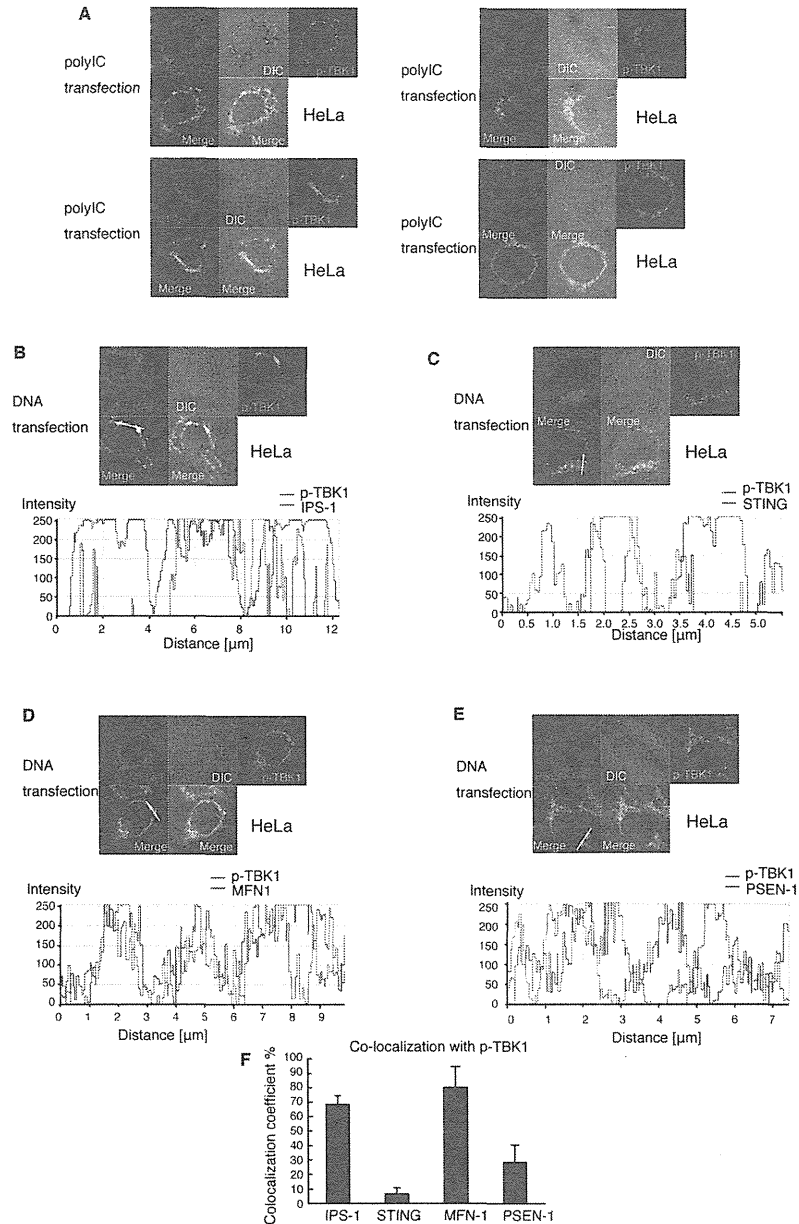 A
polyIC
transfection
DIC
p-TBK1
Merge
Merge
HeLa
polyIC
transfection
DIC
p-TBK1
Merge
Merge
HeLa
polyIC
transfection
DIC
p-TBK1
Merge
Merge
HeLa
polyIC
transfection
DIC
p-TBK1
Merge
Merge
HeLa
B
DNA
transfection
DIC
p-TBK1
Merge
Merge
HeLa
Intensity
p-TBK1
IPS-1
250
200
150
100
50
0
0 2 4 6 8 10 12
Distance [µm]
C
DNA
transfection
DIC
p-TBK1
Merge
Merge
HeLa
Intensity
p-TBK1
STING
250
200
150
100
50
0
0 0.5 1.0 1.5 2.0 2.5 3.0 3.5 4.0 4.5 5.0
Distance [µm]
D
DNA
transfection
DIC
p-TBK1
Merge
Merge
HeLa
Intensity
p-TBK1
MFN1
250
200
150
100
50
0
0 1 2 3 4 5 6 7 8 9
Distance [µm]
E
DNA
transfection
DIC
p-TBK1
Merge
Merge
HeLa
Intensity
p-TBK1
PSEN-1
250
200
150
100
50
0
0 1 2 3 4 5 6 7
Distance [µm]
F
Co-localization with p-TBK1
Colocalization coefficient %
100
90
80
70
60
50
40
30
20
10
0
IPS-1 STING MFN-1 PSEN-1